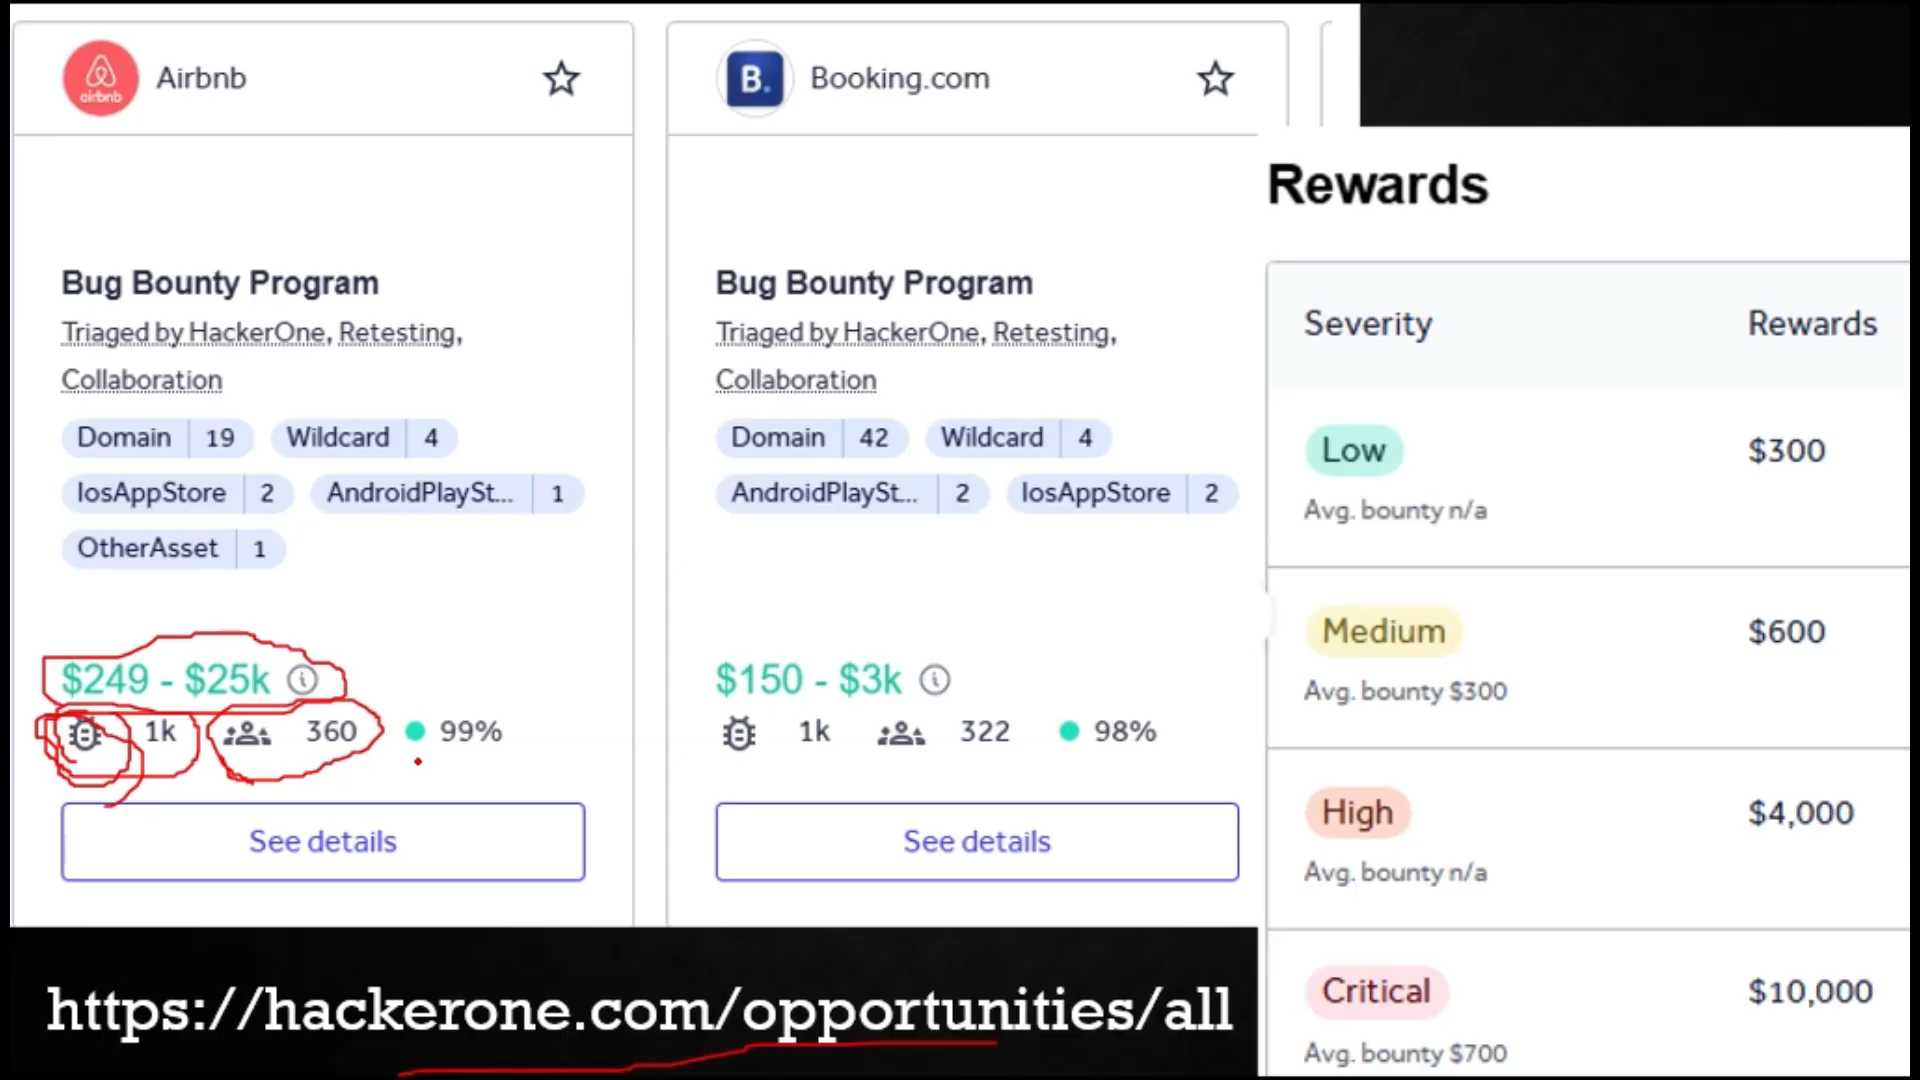 airbnb
Airbnb
Bug Bounty Program
Triaged by HackerOne, Retesting,
Collaboration
Domain 19 Wildcard 4
IosAppStore 2 AndroidPlaySt... 1
OtherAsset 1
$249 - $25k
1k 360 99%
See details
B.
Booking.com
Bug Bounty Program
Triaged by HackerOne, Retesting,
Collaboration
Domain 42 Wildcard 4
AndroidPlaySt... 2 IosAppStore 2
$150 - $3k
1k 322 98%
See details
Rewards
Severity Rewards
Low $300
Avg. bounty n/a
Medium $600
Avg. bounty $300
High $4,000
Avg. bounty n/a
Critical $10,000
Avg. bounty $700
https://hackerone.com/opportunities/all